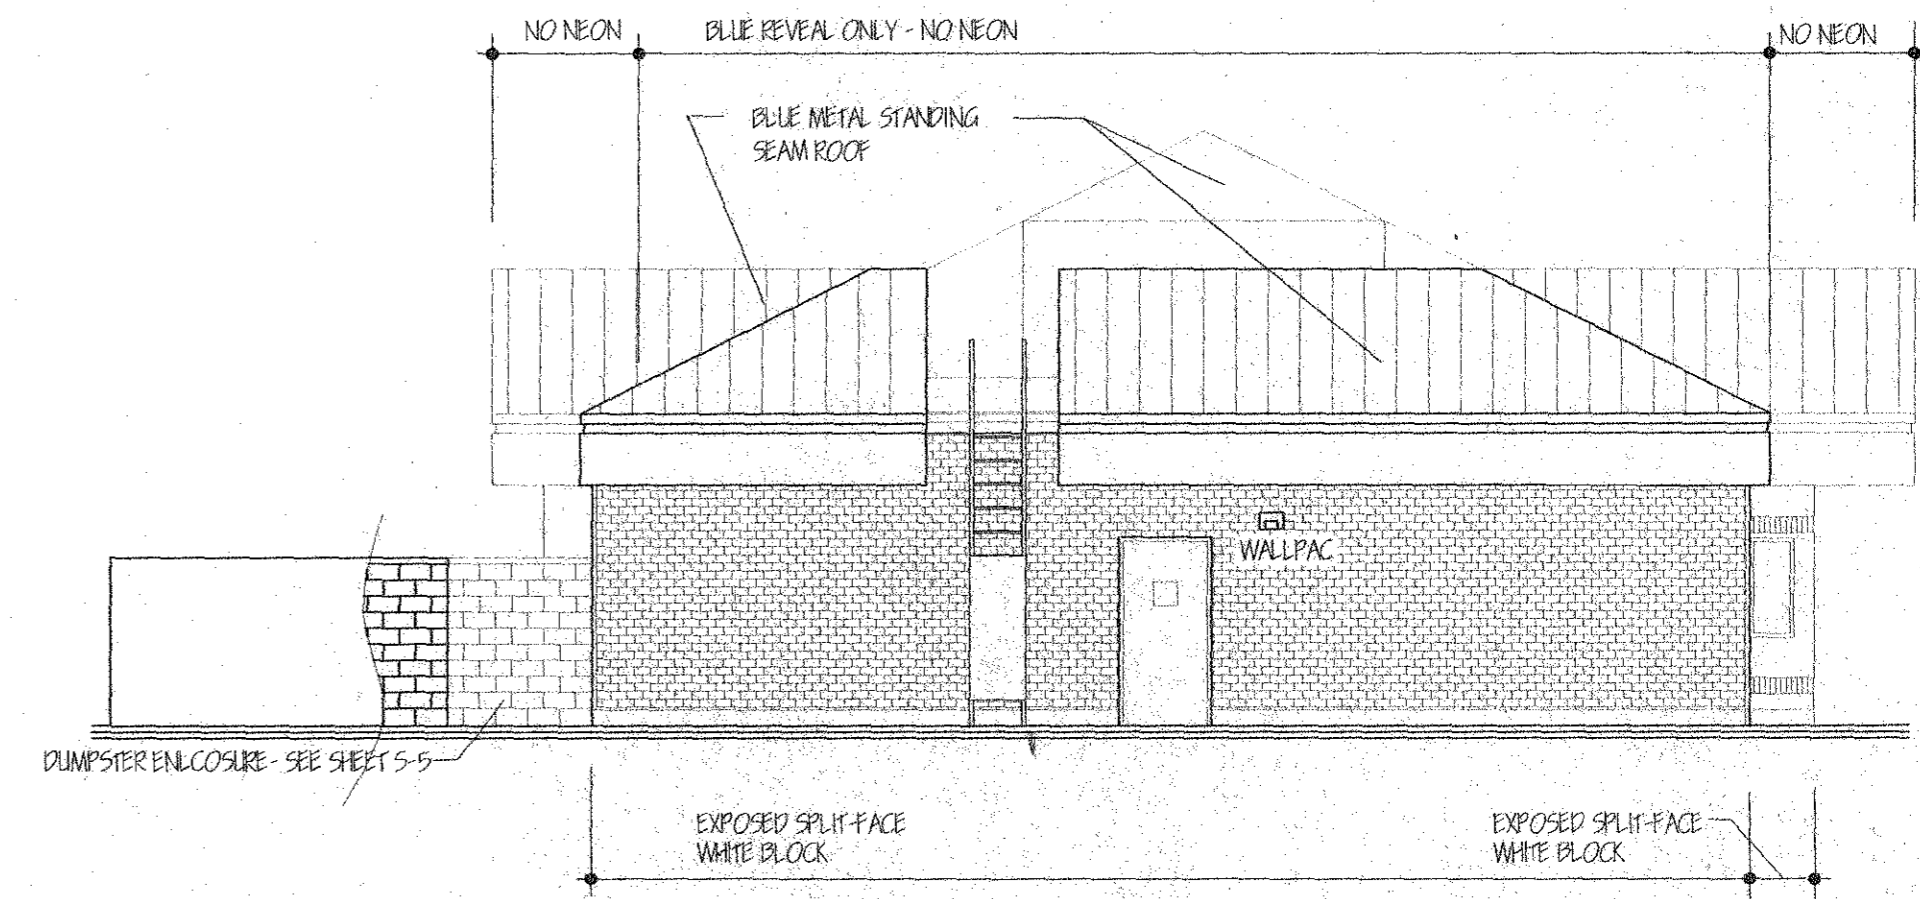 NO NEON
BLUE REVEAL ONLY - NO NEON
NO NEON
BLUE METAL STANDING
SEAM ROOF
WALLPAC
DUMPSTER ENLCOSURE - SEE SHEET S-5
EXPOSED SPLIT-FACE
WHITE BLOCK
EXPOSED SPLIT-FACE
WHITE BLOCK